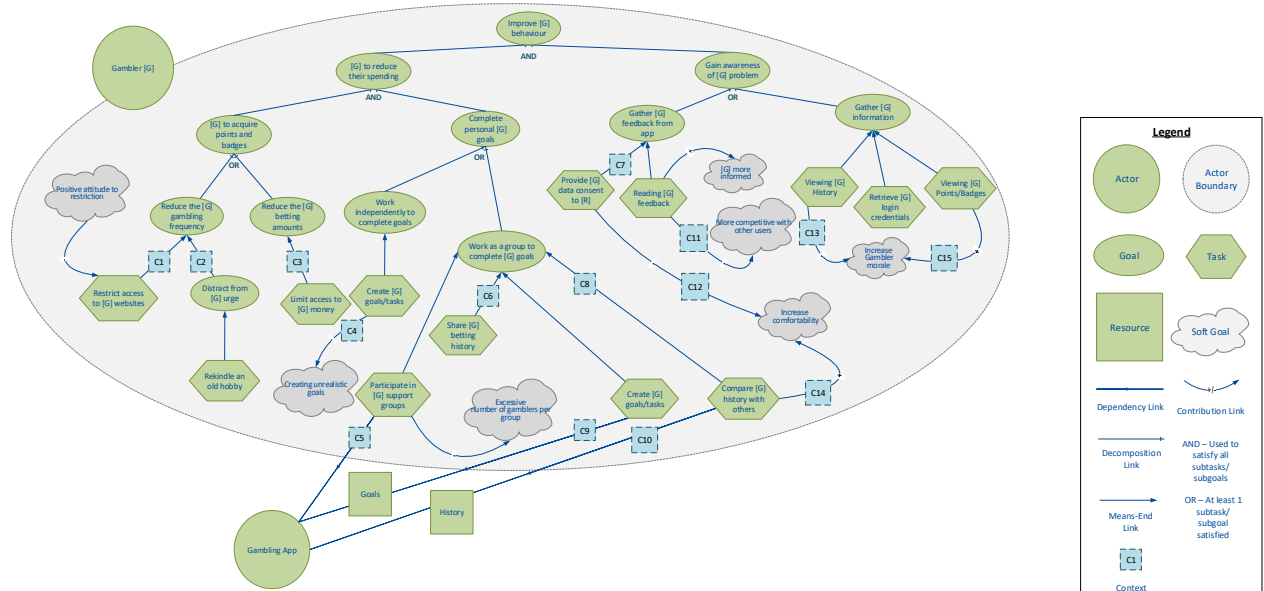 Improve [G]
behaviour
AND
Gambler [G]
[G] to reduce
their spending
AND
Gain awareness
of [G] problem
OR
[G] to acquire
points and
badges
OR
Complete
personal [G]
goals
OR
Gather [G]
feedback from
app
Gather [G]
information
C7
Positive attitude to
restriction
Provide [G]
data consent
to [R]
Reading [G]
feedback
[G] more
informed
Viewing [G]
History
Retrieve [G]
login
credentials
Viewing [G]
Points/Badges
Reduce the [G]
gambling
frequency
Reduce the [G]
betting
amounts
Work
independently to
complete goals
Work as a group to
complete [G] goals
More competitive with
other users
C11
C13
C15
Increase
Gambler
morale
C1
C2
C3
C8
C12
Restrict access
to [G] websites
Distract from
[G] urge
Limit access to
[G] money
Create [G]
goals/tasks
C6
C4
Share [G]
betting
history
Increase
comfortability
Rekindle an
old hobby
Creating unrealistic
goals
Participate in
[G] support
groups
Excessive
number of gamblers per
group
Create [G]
goals/tasks
Compare [G]
history with
others
C14
C5
C9
C10
Goals
History
Gambling App
Legend
Actor
Actor
Boundary
Goal
Task
Resource
Soft Goal
+/-
Dependency Link
Contribution Link
Decomposition
Link
AND – Used to
satisfy all
subtasks/
subgoals
Means-End
Link
OR – At least 1
subtask/
subgoal
satisfied
C1
Context